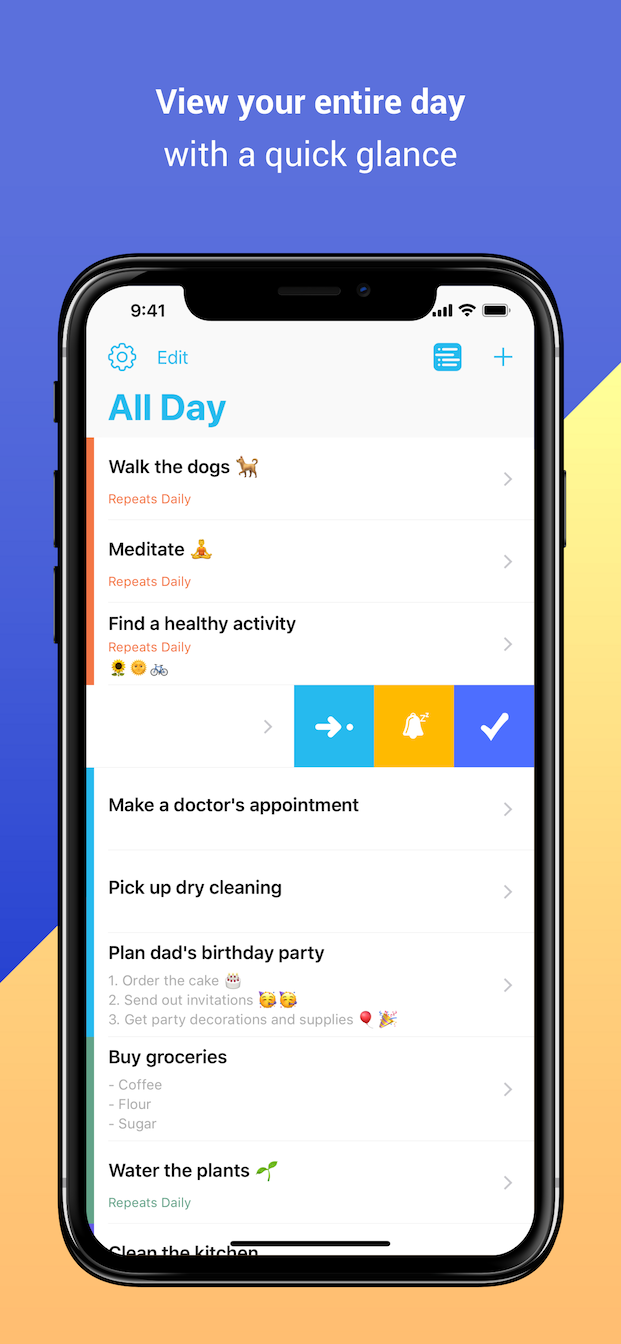 View your entire day
with a quick glance
9:41
Edit
All Day
Walk the dogs 🐕
Repeats Daily
Meditate 🧘
Repeats Daily
Find a healthy activity
Repeats Daily
🌻 🌞 🚲
Make a doctor's appointment
Pick up dry cleaning
Plan dad's birthday party
1. Order the cake 🎂
2. Send out invitations 🥳🥳
3. Get party decorations and supplies 🎈 🎉
Buy groceries
- Coffee
- Flour
- Sugar
Water the plants 🌱
Repeats Daily
Clean the kitchen